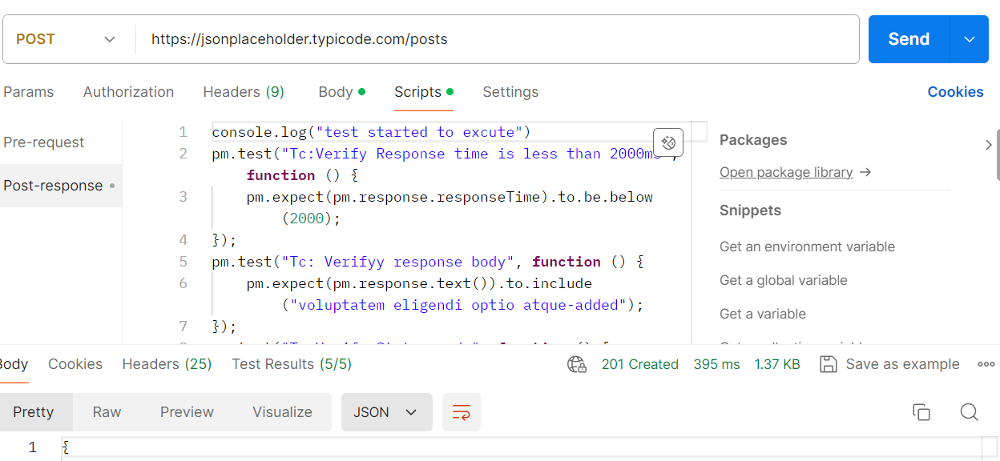 POST https://jsonplaceholder.typicode.com/posts Send
Params Authorization Headers (9) Body Scripts Settings Cookies
Pre-request
Post-response
1 console.log("test started to excute")
2 pm.test("Tc:Verify Response time is less than 2000ms",
function () {
3 pm.expect(pm.response.responseTime).to.be.below
(2000);
4 });
5 pm.test("Tc: Verifyy response body", function () {
6 pm.expect(pm.response.text()).to.include
("voluptatem eligendi optio atque-added");
7 });
Packages
Open package library →
Snippets
Get an environment variable
Get a global variable
Get a variable
Body Cookies Headers (25) Test Results (5/5) 201 Created 395 ms 1.37 KB Save as example
Pretty Raw Preview Visualize JSON
1 {